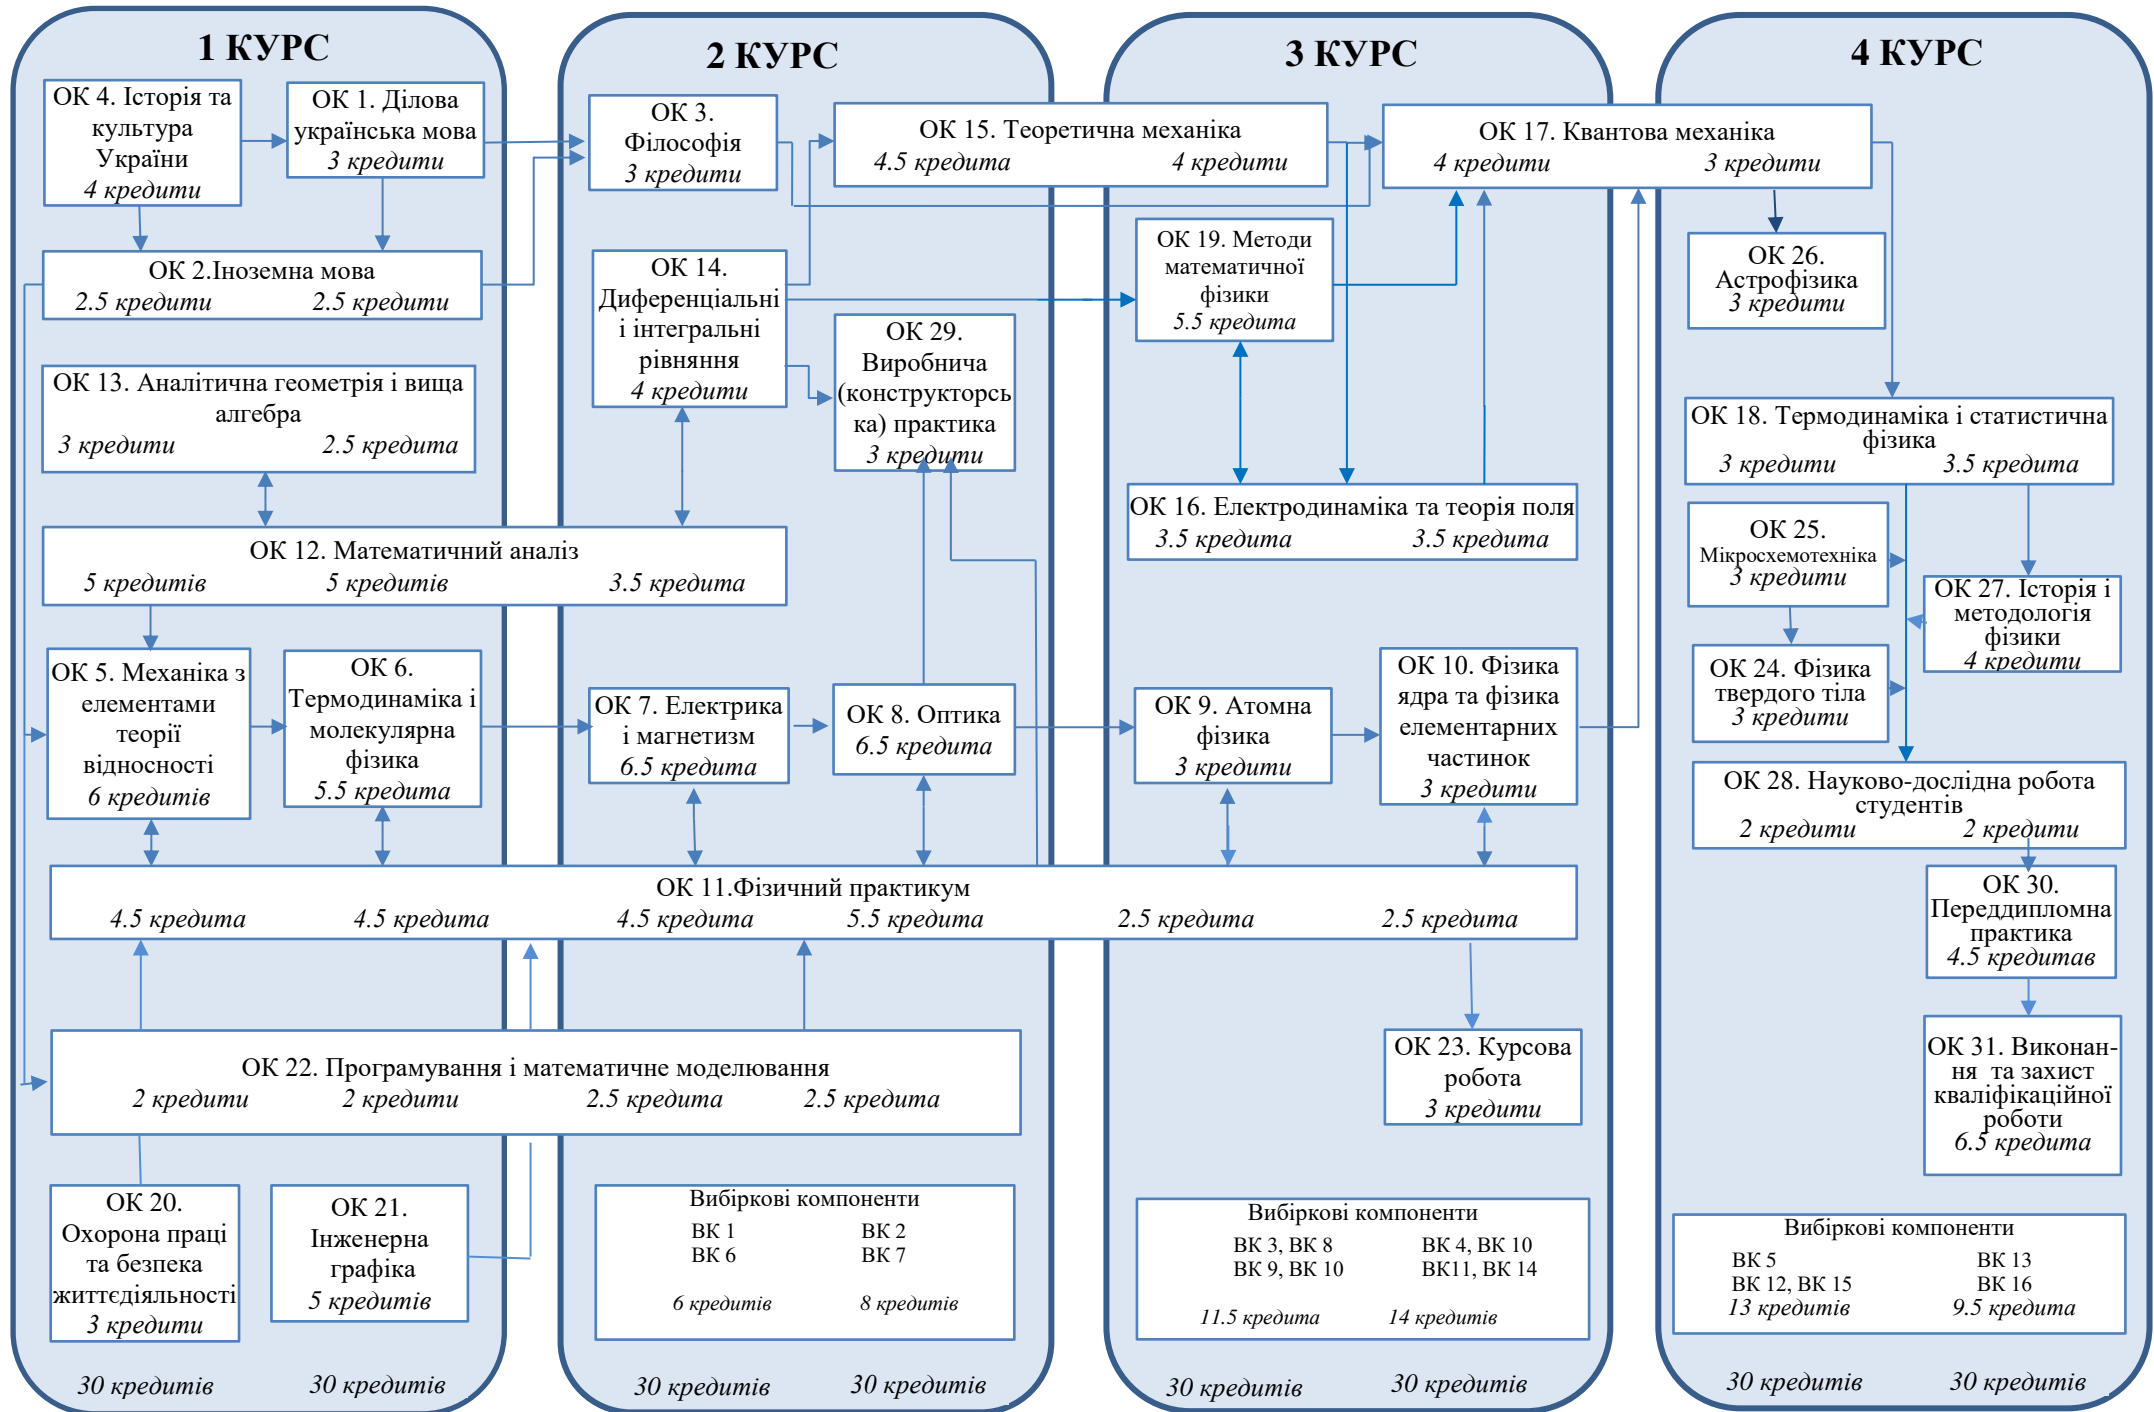 1 КУРС
ОК 4. Історія та
культура
України
4 кредити
ОК 1. Ділова
українська мова
3 кредити
ОК 2.Іноземна мова
2.5 кредити 2.5 кредити
ОК 13. Аналітична геометрія і вища
алгебра
3 кредити 2.5 кредита
ОК 12. Математичний аналіз
5 кредитів 5 кредитів 3.5 кредита
ОК 5. Механіка з
елементами
теорії
відносності
6 кредитів
ОК 6.
Термодинаміка і
молекулярна
фізика
5.5 кредита
ОК 11.Фізичний практикум
4.5 кредита 4.5 кредита 4.5 кредита 5.5 кредита 2.5 кредита 2.5 кредита
ОК 22. Програмування і математичне моделювання
2 кредити 2 кредити 2.5 кредита 2.5 кредита
ОК 20.
Охорона праці
та безпека
життєдіяльності
3 кредити
ОК 21.
Інженерна
графіка
5 кредитів
30 кредитів 30 кредитів
2 КУРС
ОК 3.
Філософія
3 кредити
ОК 15. Теоретична механіка
4.5 кредита 4 кредити
ОК 14.
Диференціальні
і інтегральні
рівняння
4 кредити
ОК 29.
Виробнича
(конструкторсь
ка) практика
3 кредити
ОК 7. Електрика
і магнетизм
6.5 кредита
ОК 8. Оптика
6.5 кредита
Вибіркові компоненти
ВК 1 ВК 2
ВК 6 ВК 7
6 кредитів 8 кредитів
30 кредитів 30 кредитів
3 КУРС
ОК 17. Квантова механіка
4 кредити 3 кредити
ОК 19. Методи
математичної
фізики
5.5 кредита
ОК 16. Електродинаміка та теорія поля
3.5 кредита 3.5 кредита
ОК 9. Атомна
фізика
3 кредити
ОК 10. Фізика
ядра та фізика
елементарних
частинок
3 кредити
ОК 23. Курсова
робота
3 кредити
Вибіркові компоненти
ВК 3, ВК 8 ВК 4, ВК 10
ВК 9, ВК 10 ВК11, ВК 14
11.5 кредита 14 кредитів
30 кредитів 30 кредитів
4 КУРС
ОК 26.
Астрофізика
3 кредити
ОК 18. Термодинаміка і статистична
фізика
3 кредити 3.5 кредита
ОК 25.
Мікросхемотехніка
3 кредити
ОК 27. Історія і
методологія
фізики
4 кредити
ОК 24. Фізика
твердого тіла
3 кредити
ОК 28. Науково-дослідна робота
студентів
2 кредити 2 кредити
ОК 30.
Переддипломна
практика
4.5 кредитав
ОК 31. Виконан-
ня та захист
кваліфікаційної
роботи
6.5 кредита
Вибіркові компоненти
ВК 5 ВК 13
ВК 12, ВК 15 ВК 16
13 кредитів 9.5 кредита
30 кредитів 30 кредитів